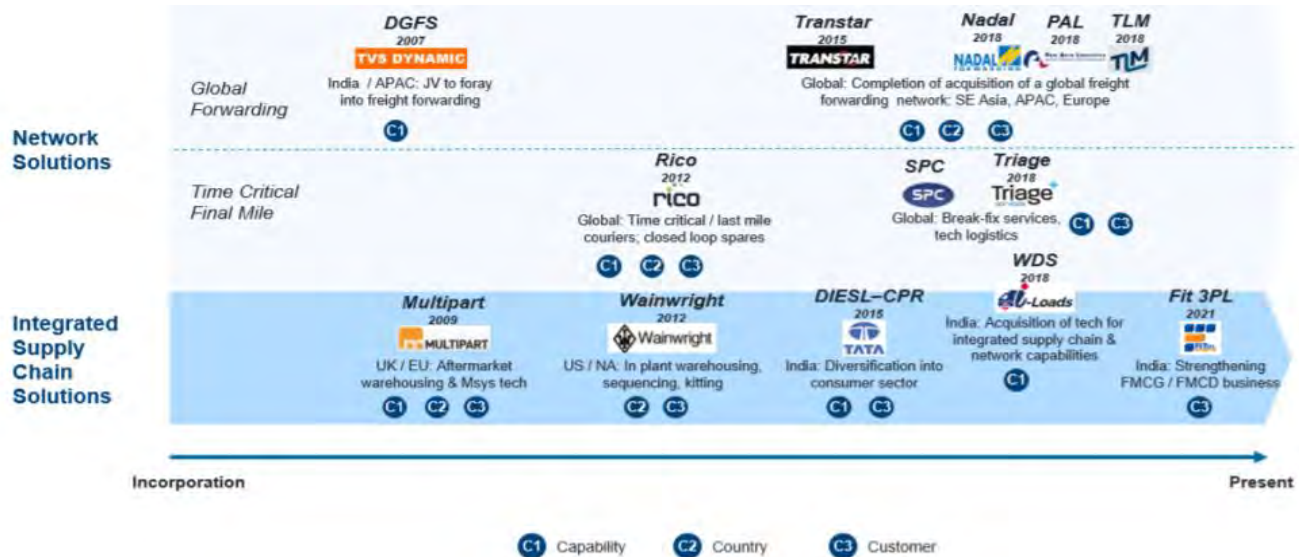 DGFS
2007
TVS DYNAMIC
India / APAC: JV to foray
into freight forwarding
C1
Transtar
2015
TRANSTAR
Nadal
2018
NADAL
FORWARDING
PAL
2018
TLM
2018
TLM
Global: Completion of acquisition of a global freight
forwarding network: SE Asia, APAC, Europe
C1 C2 C3
Global
Forwarding
Network
Solutions
Time Critical
Final Mile
Rico
2012
rico
Global: Time critical / last mile
couriers; closed loop spares
C1 C2 C3
SPC
SPC
Triage
2018
Triage
Global: Break-fix services,
tech logistics
C1 C3
Integrated
Supply
Chain
Solutions
Multipart
2009
MULTIPART
UK / EU: Aftermarket
warehousing & Msys tech
C1 C2 C3
Wainwright
2012
Wainwright
US / NA: In plant warehousing,
sequencing, kitting
C2 C3
DIESL–CPR
2015
TATA
India: Diversification into
consumer sector
C1 C3
WDS
2018
-Loads
India: Acquisition of tech for
integrated supply chain &
network capabilities
C1
Fit 3PL
2021
India: Strengthening
FMCG / FMCD business
C3
Incorporation
Present
C1 Capability
C2 Country
C3 Customer